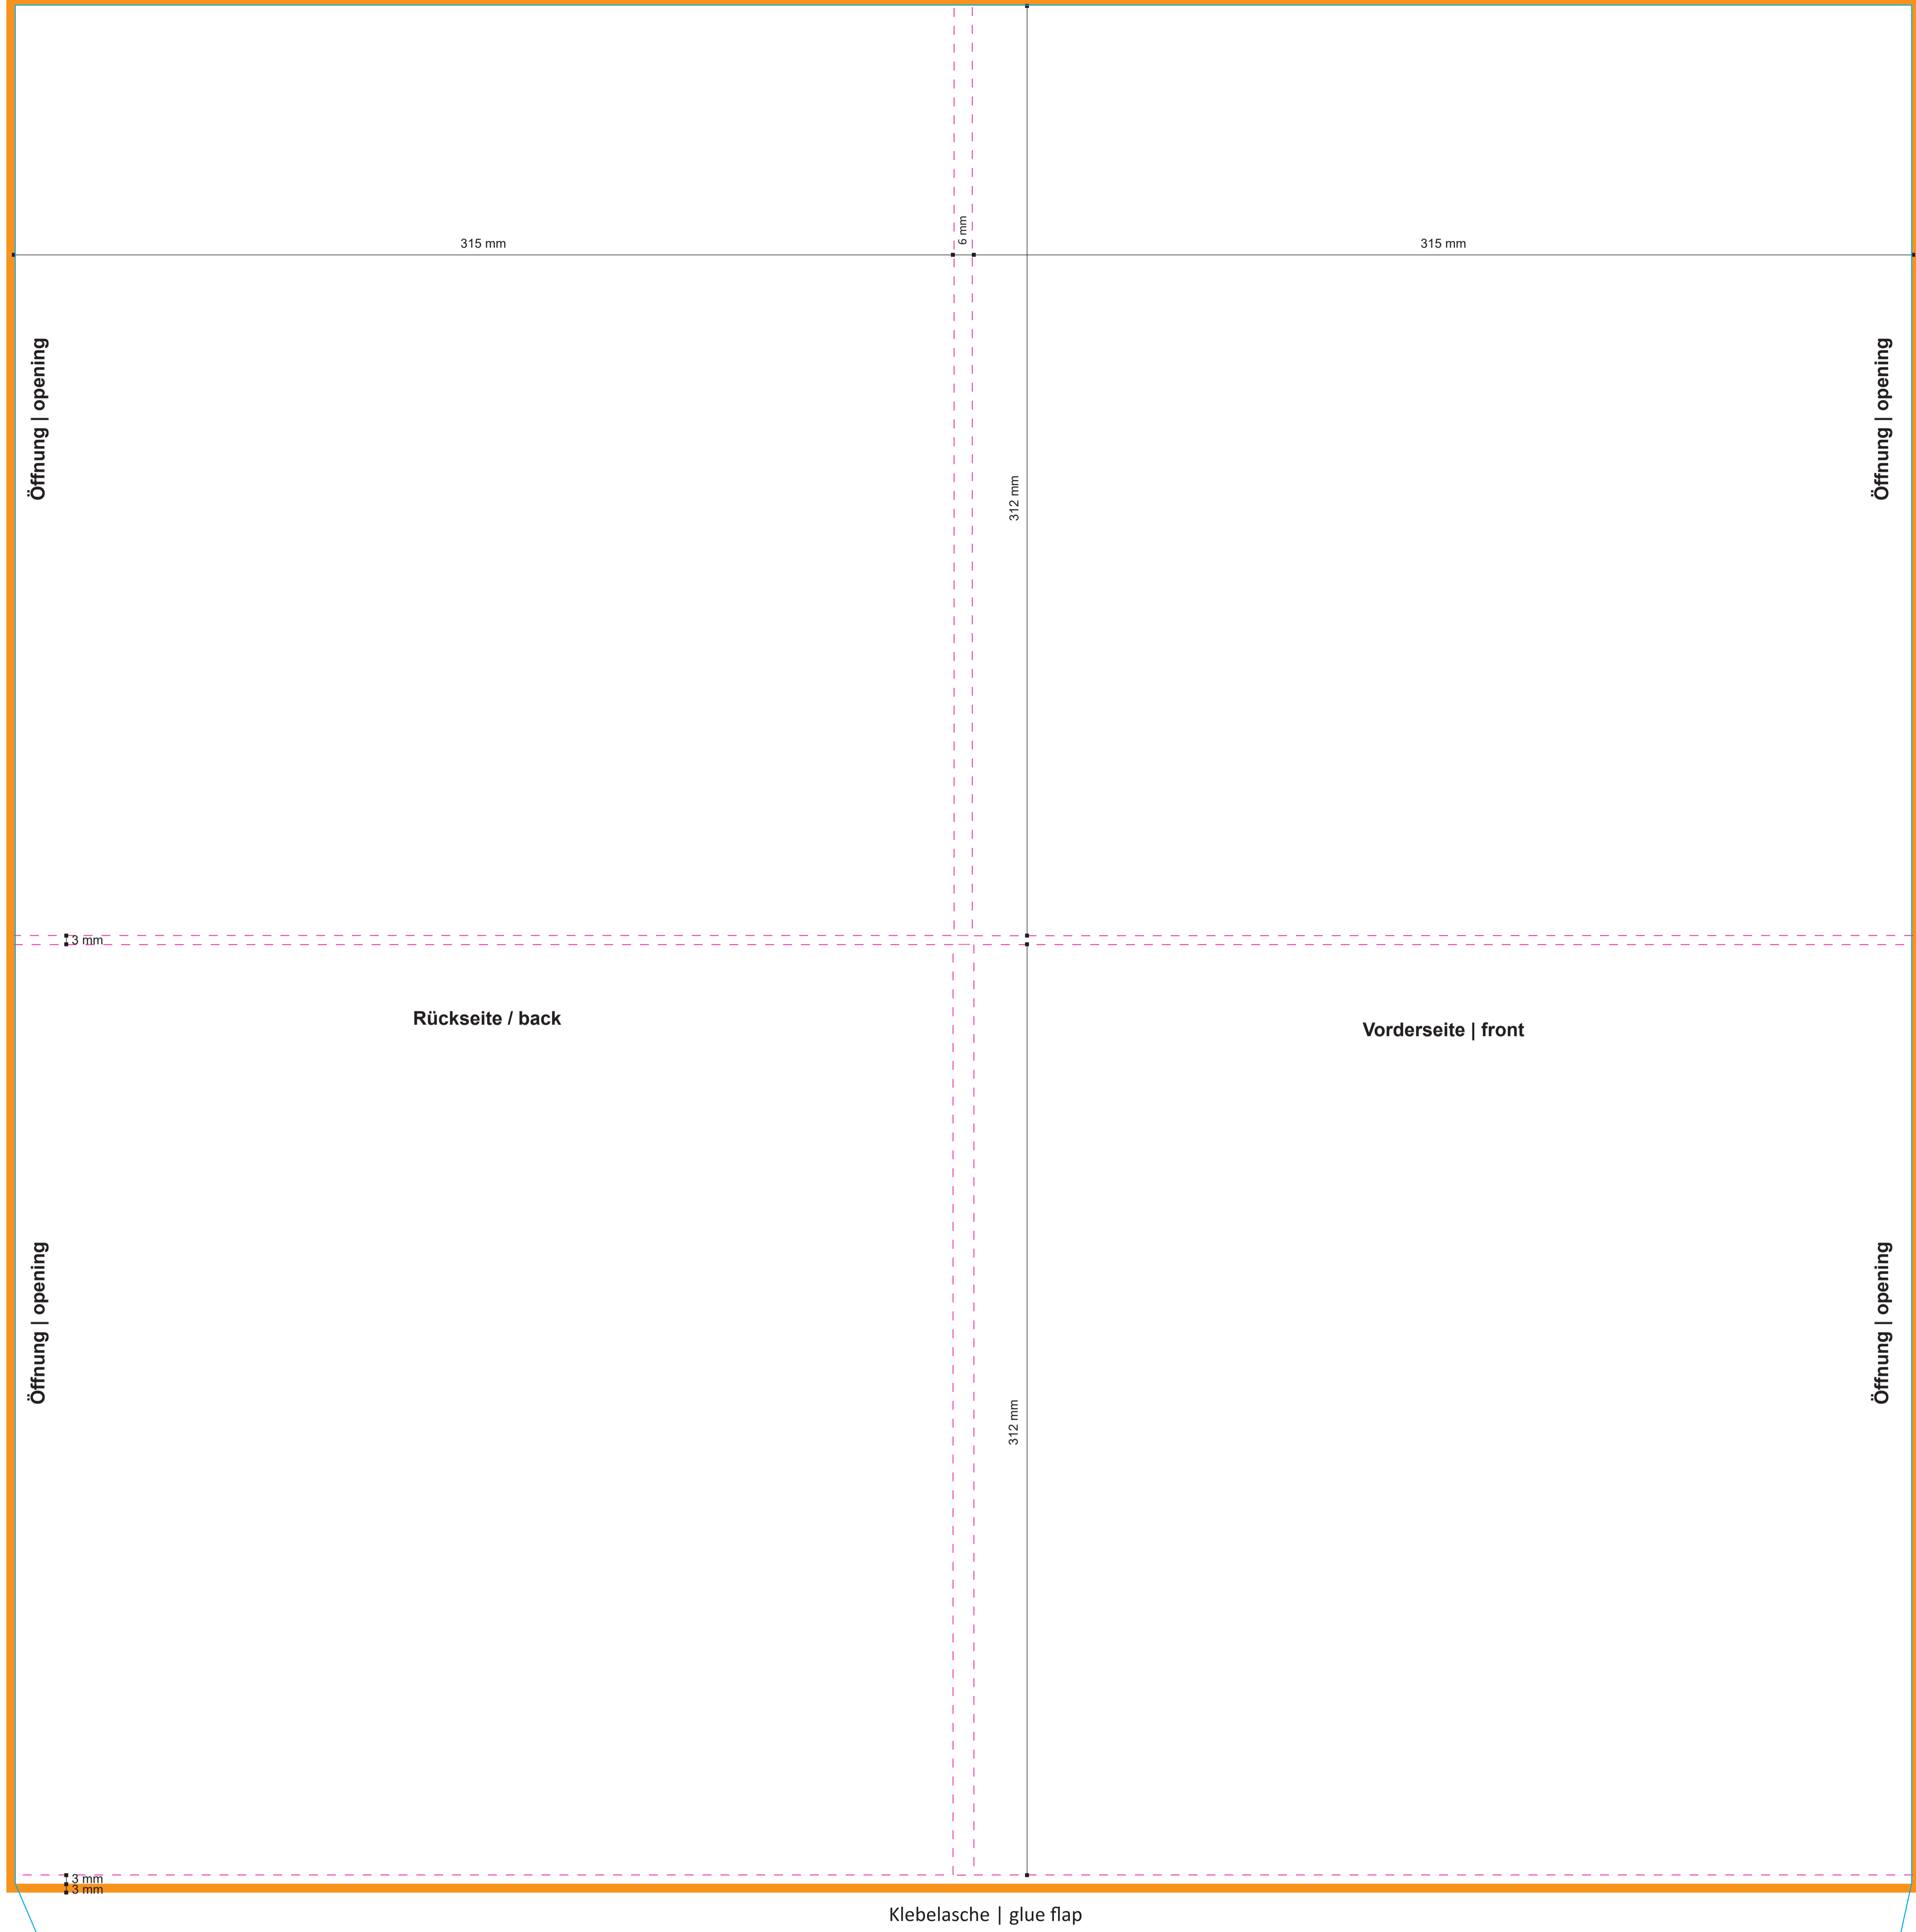 6 mm
315 mm
315 mm
Öffnung | opening
Öffnung | opening
312 mm
3 mm
Rückseite / back
Vorderseite | front
Öffnung | opening
Öffnung | opening
312 mm
3 mm
3 mm
Klebelasche | glue flap